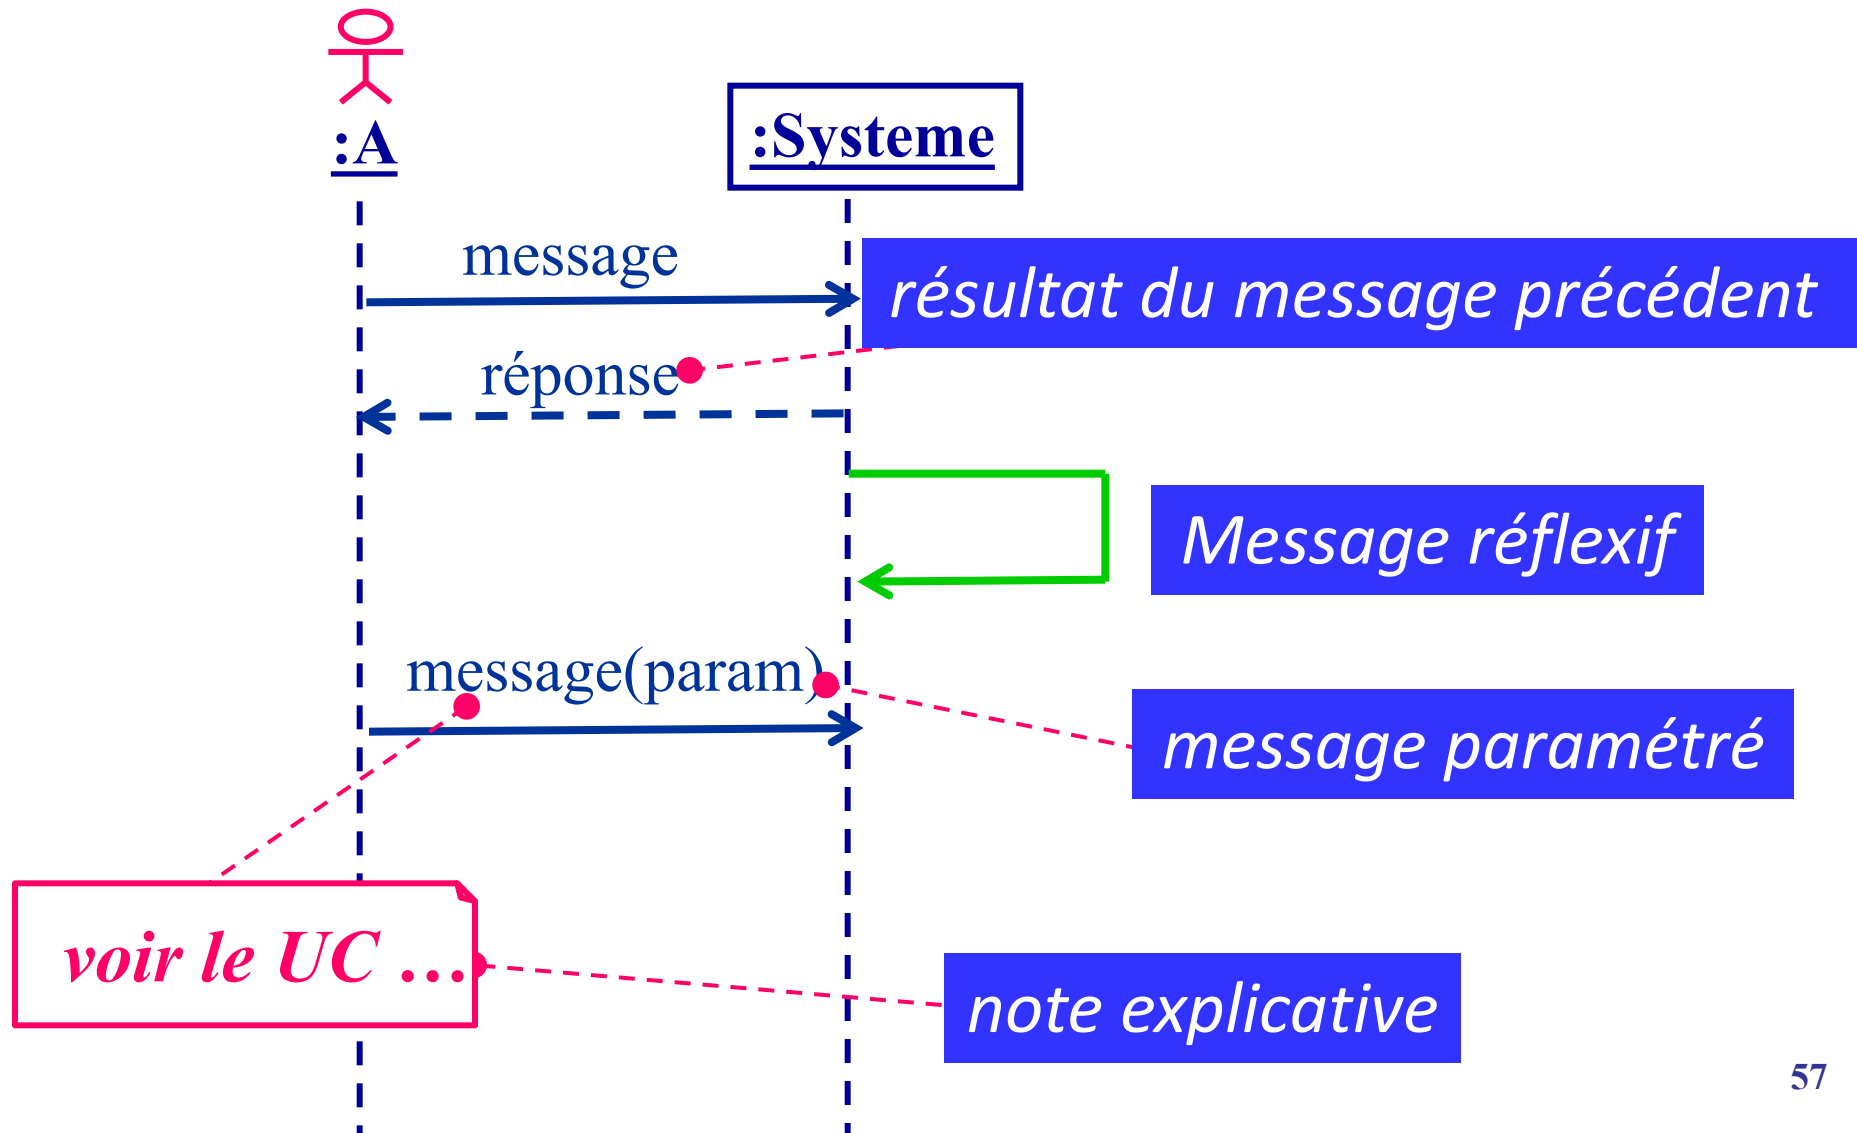 :A
:Systeme
message
résultat du message précédent
réponse
Message réflexif
message(param)
message paramétré
voir le UC ...
note explicative
57